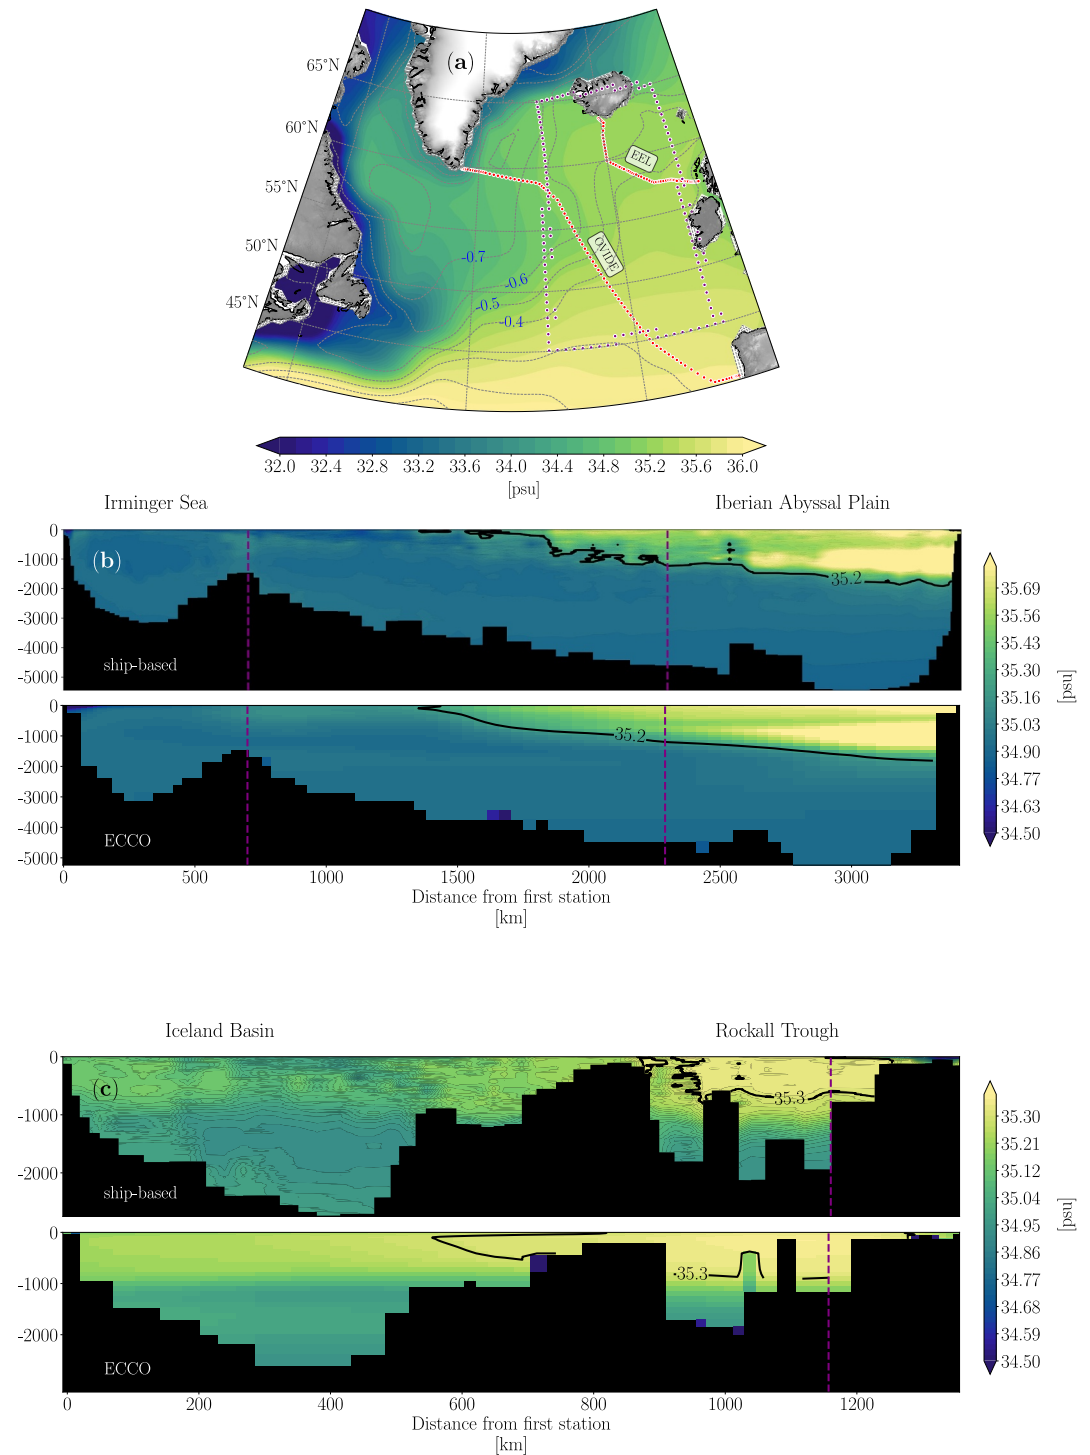 (a)
65°N
60°N
55°N
50°N
45°N
EEL
OVIDE
-0.7
-0.6
-0.5
-0.4
32.0 32.4 32.8 33.2 33.6 34.0 34.4 34.8 35.2 35.6 36.0
[psu]
Irminger Sea Iberian Abyssal Plain
0
-1000
-2000
-3000
-4000
-5000
(b)
35.2
ship-based
0
-1000
-2000
-3000
-4000
-5000
35.2
ECCO
0 500 1000 1500 2000 2500 3000
Distance from first station
[km]
35.69
35.56
35.43
35.30
35.16
35.03
34.90
34.77
34.63
34.50
[psu]
Iceland Basin Rockall Trough
0
-1000
-2000
(c)
35.3
ship-based
0
-1000
-2000
35.3
ECCO
0 200 400 600 800 1000 1200
Distance from first station
[km]
35.30
35.21
35.12
35.04
34.95
34.86
34.77
34.68
34.59
34.50
[psu]